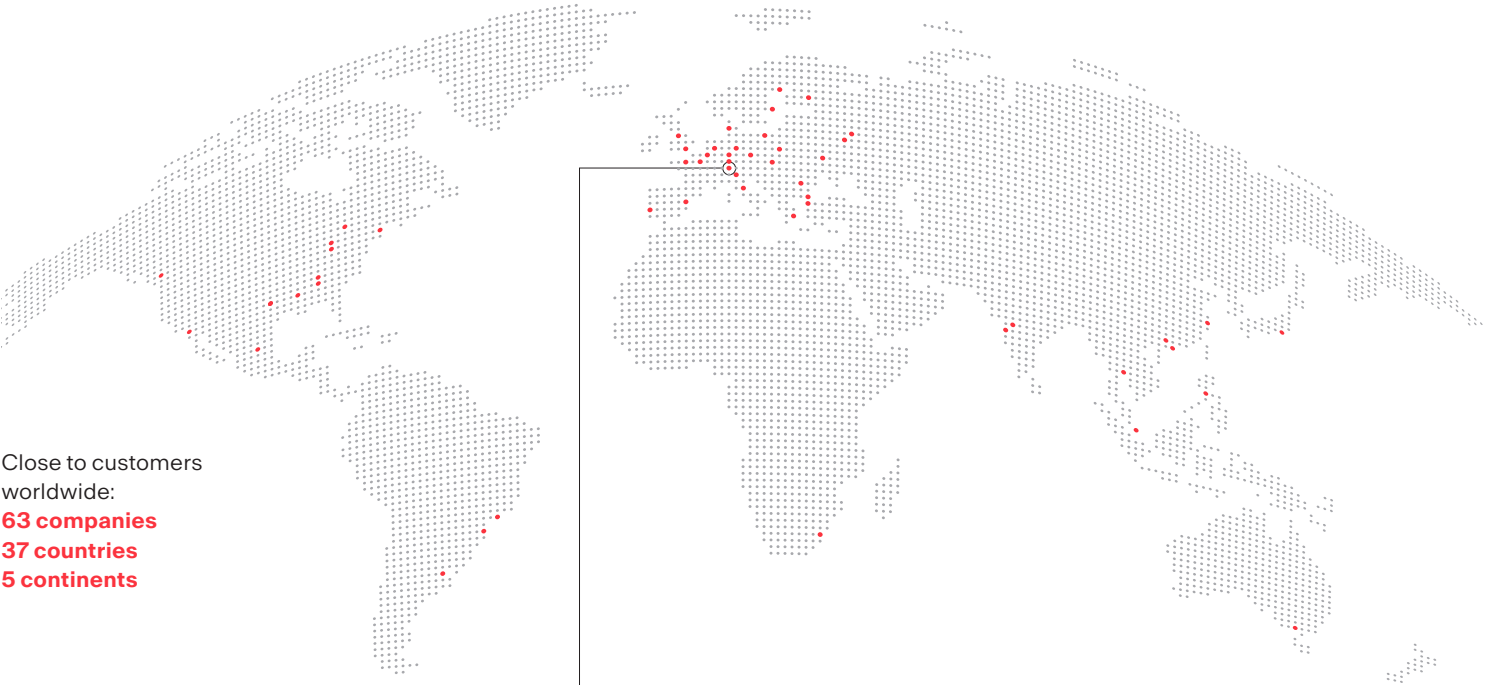 Close to customers
worldwide:
63 companies
37 countries
5 continents